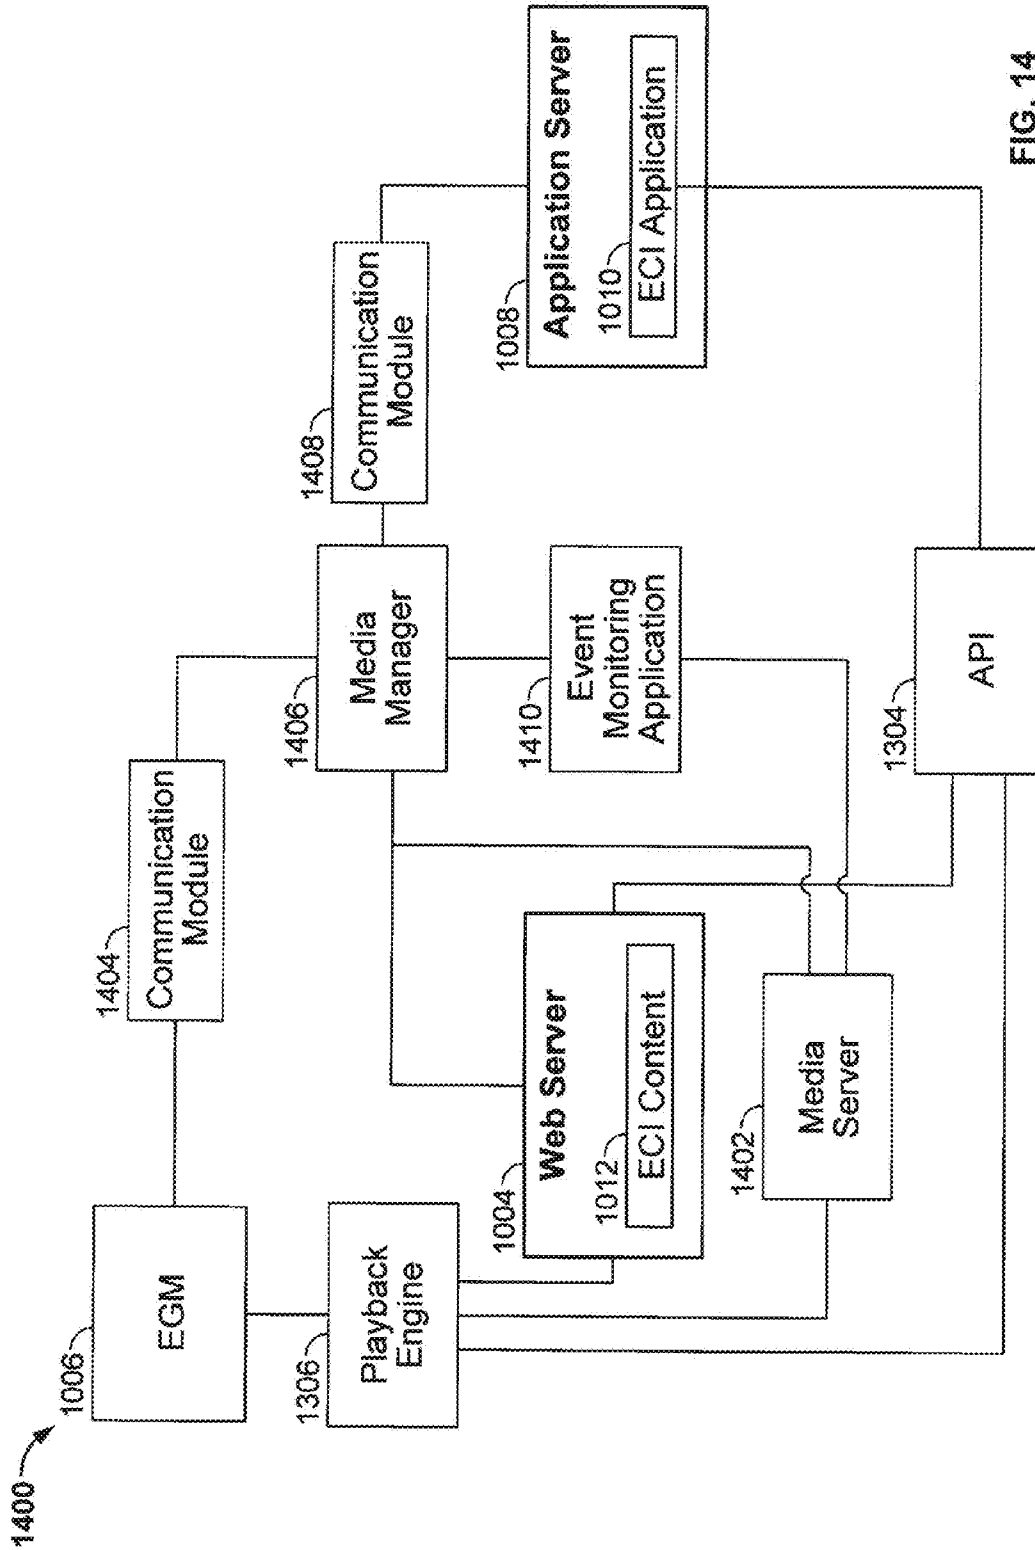 1400
1006
EGM
1404
Communication
Module
1408
Communication
Module
1306
Playback
Engine
1406
Media
Manager
1004
Web Server
1012
ECI Content
1410
Event
Monitoring
Application
1008
Application Server
1010
ECI Application
1402
Media
Server
1304
API
FIG. 14